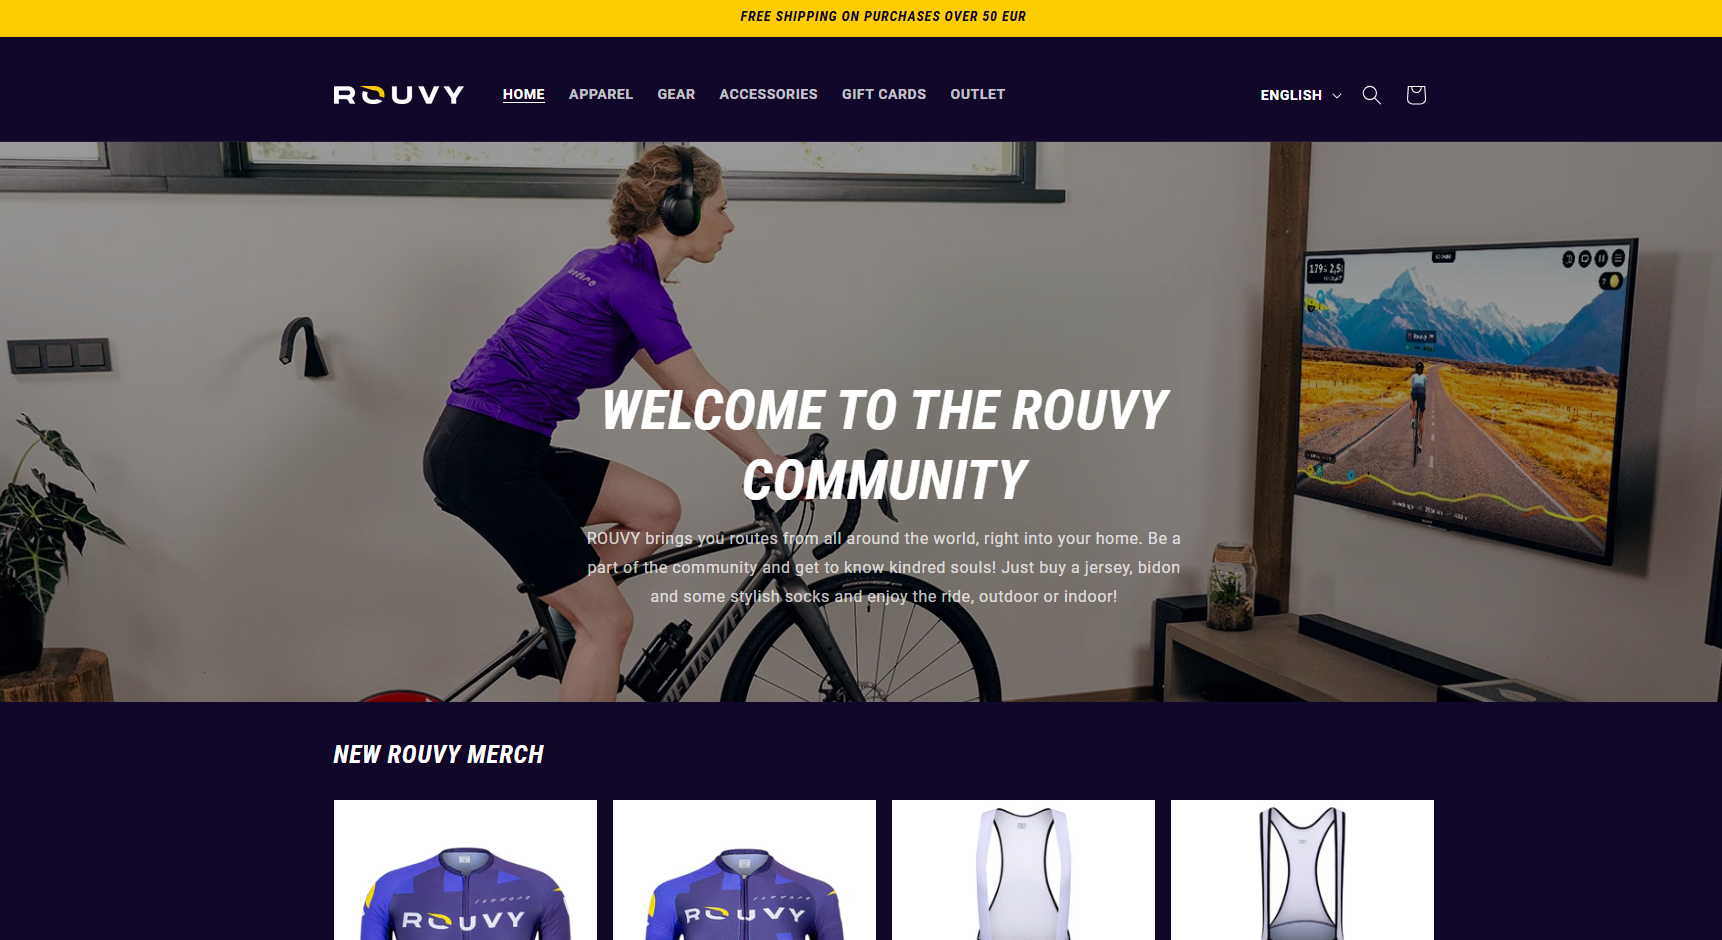 FREE SHIPPING ON PURCHASES OVER 50 EUR
ROUVY
HOME APPAREL GEAR ACCESSORIES GIFT CARDS OUTLET
ENGLISH
WELCOME TO THE ROUVY
COMMUNITY
ROUVY brings you routes from all around the world, right into your home. Be a
part of the community and get to know kindred souls! Just buy a jersey, bidon
and some stylish socks and enjoy the ride, outdoor or indoor!
NEW ROUVY MERCH
ROUVY
ROUVY